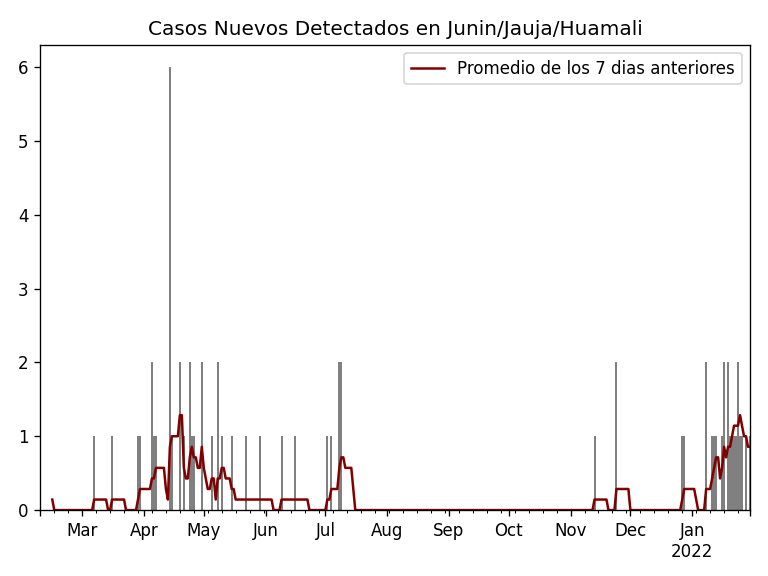 Casos Nuevos Detectados en Junin/Jauja/Huamali
Promedio de los 7 dias anteriores
6
5
4
3
2
1
0
Mar Apr May Jun Jul Aug Sep Oct Nov Dec Jan
2022